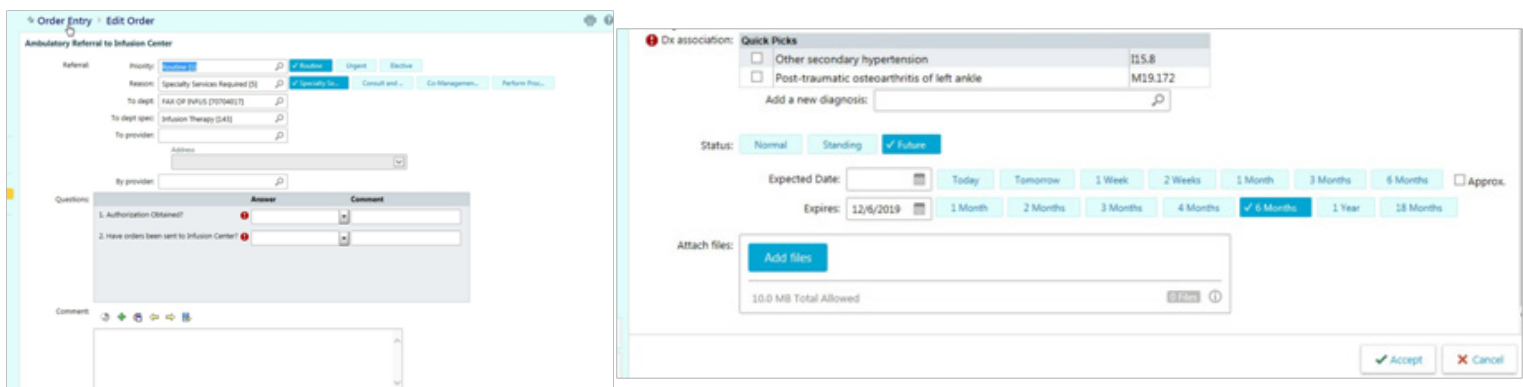 Order Entry › Edit Order
Ambulatory Referral to Infusion Center
Referral:
Priority: Routine [1] ✓ Routine Urgent Elective
Reason: Specialty Services Required [5] ✓ Specialty Se... Consult and ... Co-Managemen... Perform Proc...
To dept: FAX OP INFUS [70704017]
To dept spec: Infusion Therapy [143]
To provider:
Address
By provider:
Questions: Answer Comment
1. Authorization Obtained?
2. Have orders been sent to Infusion Center?
Comment:
Dx association: Quick Picks
Other secondary hypertension I15.8
Post-traumatic osteoarthritis of left ankle M19.172
Add a new diagnosis:
Status: Normal Standing ✓ Future
Expected Date: Today Tomorrow 1 Week 2 Weeks 1 Month 3 Months 6 Months Approx.
Expires: 12/6/2019 1 Month 2 Months 3 Months 4 Months ✓ 6 Months 1 Year 18 Months
Attach files: Add files
10.0 MB Total Allowed 0 Files
✓ Accept ✗ Cancel